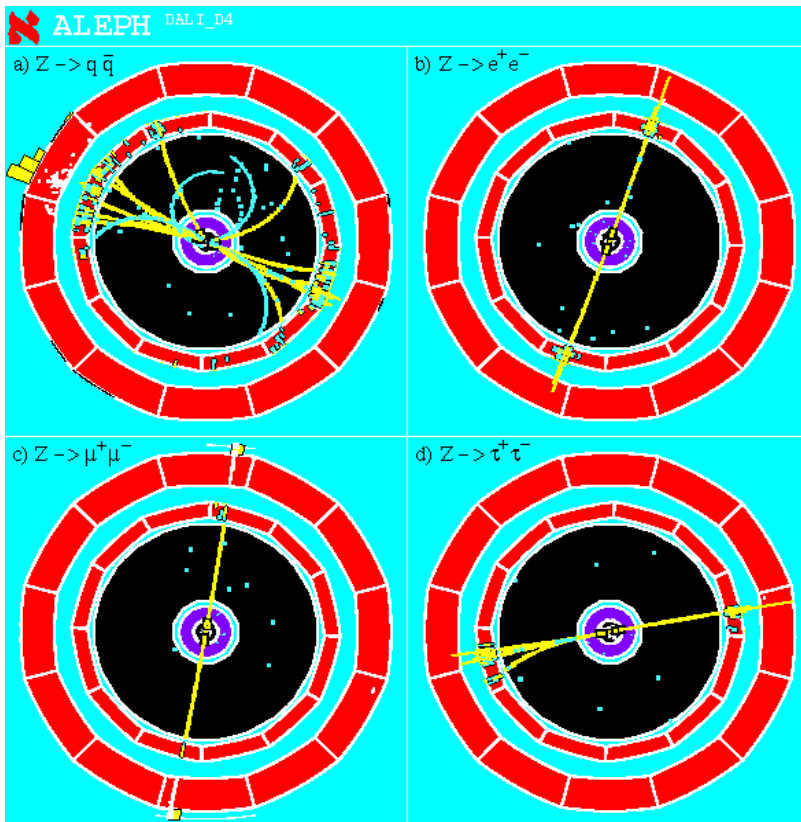 ALEPH DALI_D4
a) Z -> q q̄
b) Z -> e⁺e⁻
c) Z -> μ⁺μ⁻
d) Z -> τ⁺τ⁻